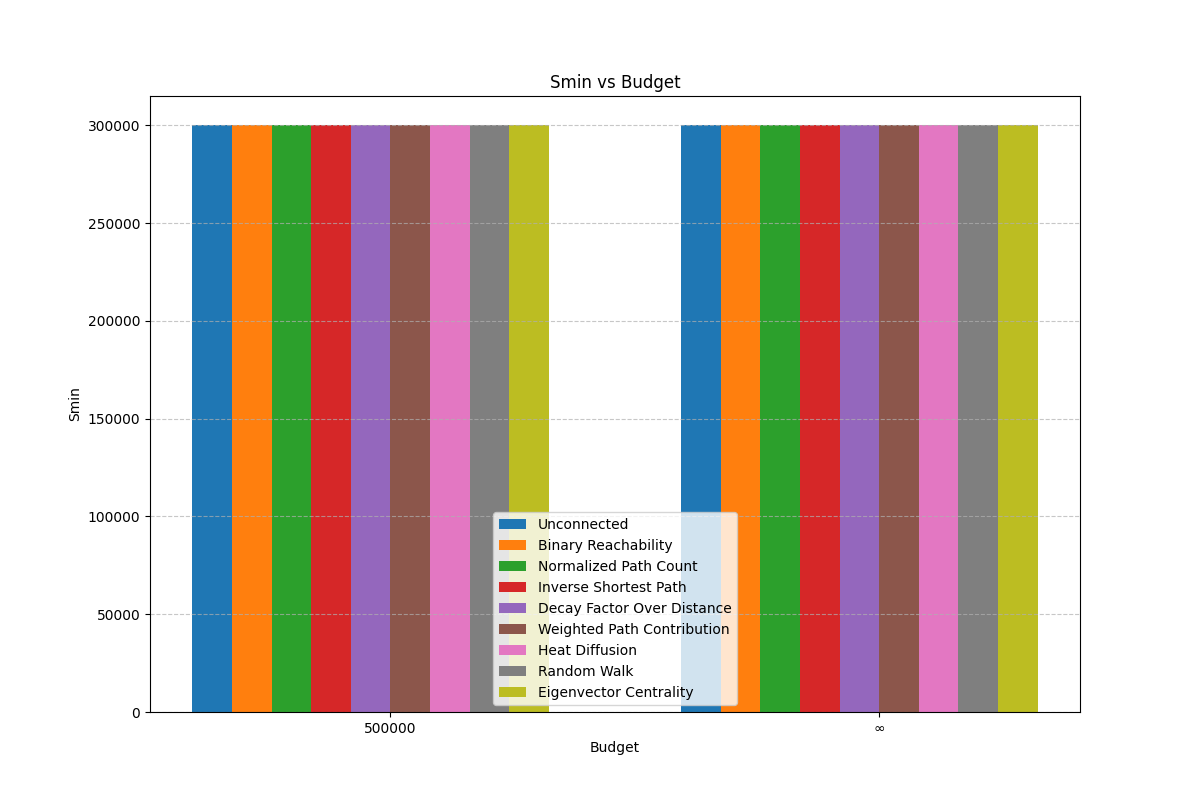 Smin vs Budget
300000
250000
200000
150000
100000
50000
0
Smin
Unconnected
Binary Reachability
Normalized Path Count
Inverse Shortest Path
Decay Factor Over Distance
Weighted Path Contribution
Heat Diffusion
Random Walk
Eigenvector Centrality
500000
∞
Budget